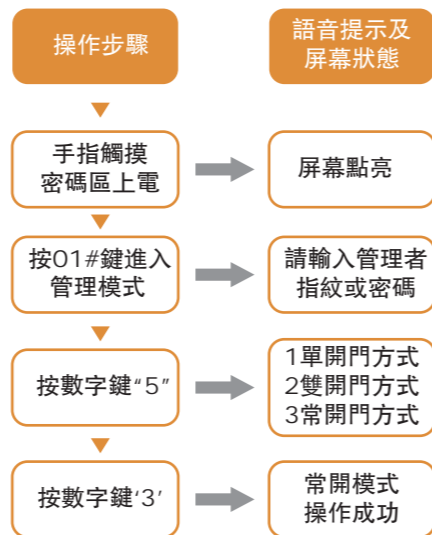 操作步驟
語音提示及
屏幕狀態
手指觸摸
密碼區上電
屏幕點亮
按01#鍵進入
管理模式
請輸入管理者
指紋或密碼
按數字鍵“5”
1單開門方式
2雙開門方式
3常開門方式
按數字鍵‘3’
常開模式
操作成功